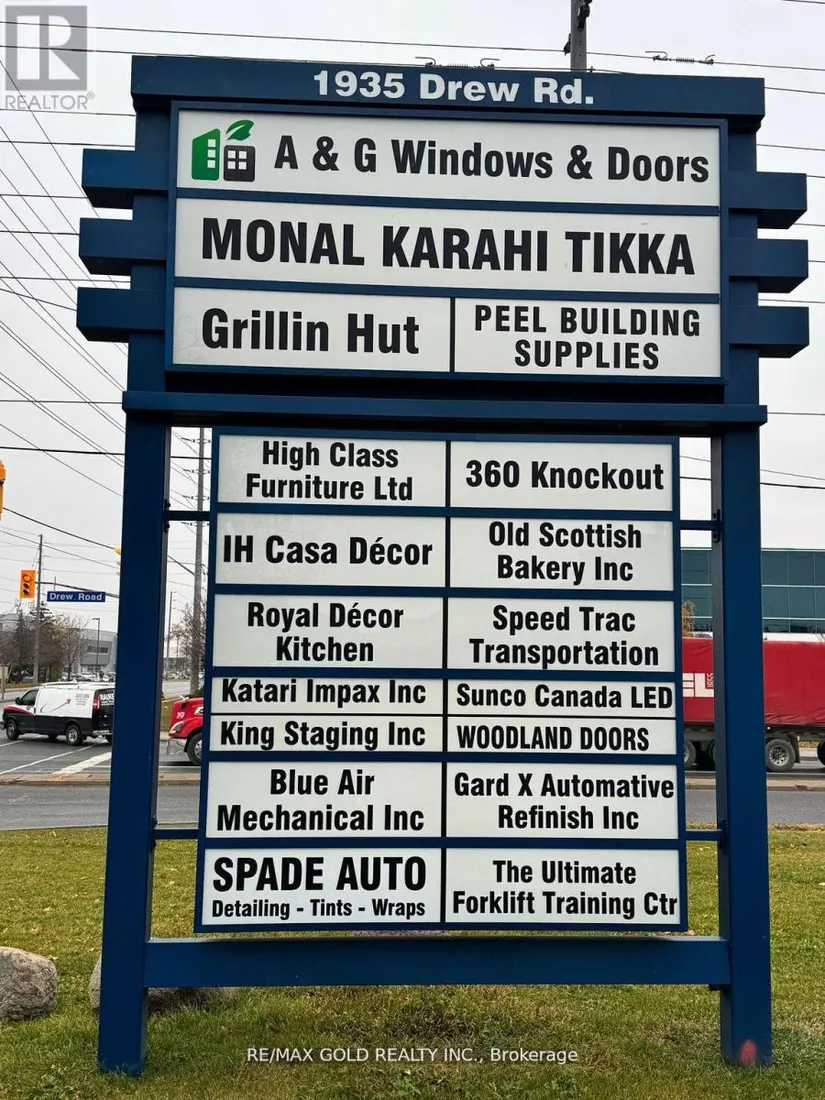 REALTOR®
1935 Drew Rd.
A & G Windows & Doors
MONAL KARAHI TIKKA
Grillin Hut
PEEL BUILDING
SUPPLIES
High Class
Furniture Ltd
360 Knockout
IH Casa Décor
Old Scottish
Bakery Inc
Royal Décor
Kitchen
Speed Trac
Transportation
Katari Impax Inc
Sunco Canada LED
King Staging Inc
WOODLAND DOORS
Blue Air
Mechanical Inc
Gard X Automative
Refinish Inc
SPADE AUTO
Detailing - Tints - Wraps
The Ultimate
Forklift Training Ctr
Drew Road
RE/MAX GOLD REALTY INC., Brokerage